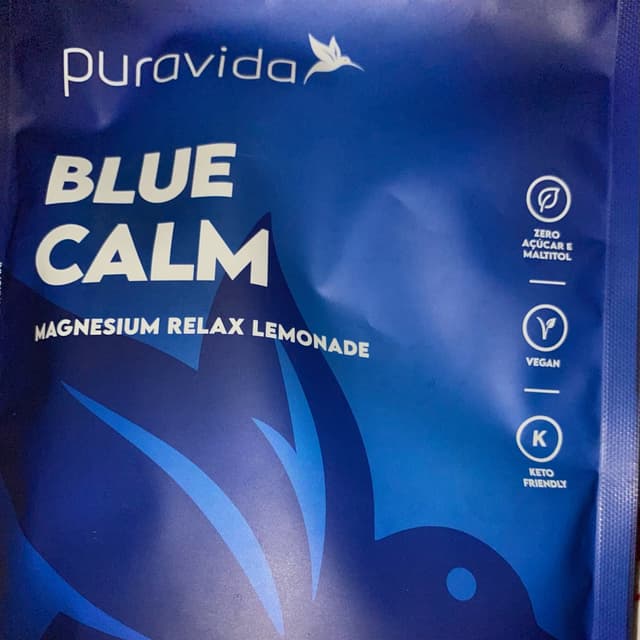 puravida
BLUE
CALM
MAGNESIUM RELAX LEMONADE
ZERO
AÇÚCAR E
MALTITOL
VEGAN
K
KETO
FRIENDLY